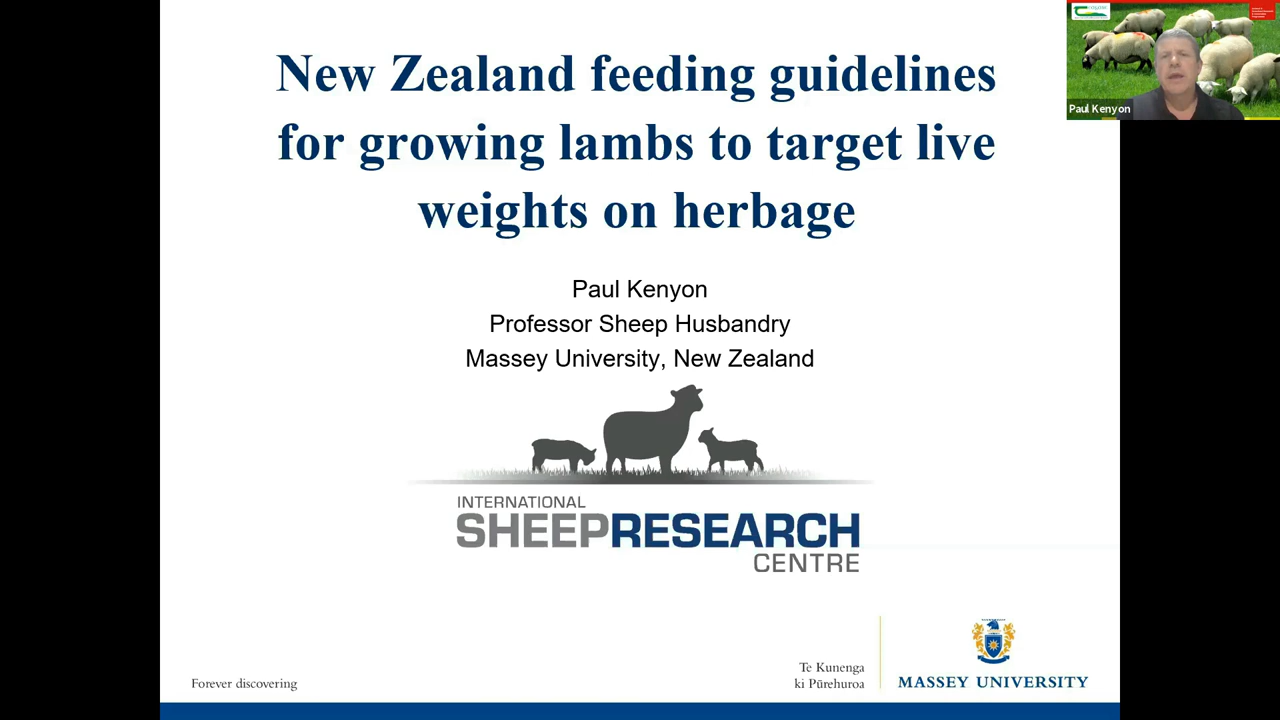 New Zealand feeding guidelines
for growing lambs to target live
weights on herbage
Paul Kenyon
Professor Sheep Husbandry
Massey University, New Zealand
INTERNATIONAL
SHEEPRESEARCH
CENTRE
Forever discovering
Te Kunenga
ki Pūrehuroa
MASSEY UNIVERSITY
Paul Kenyon